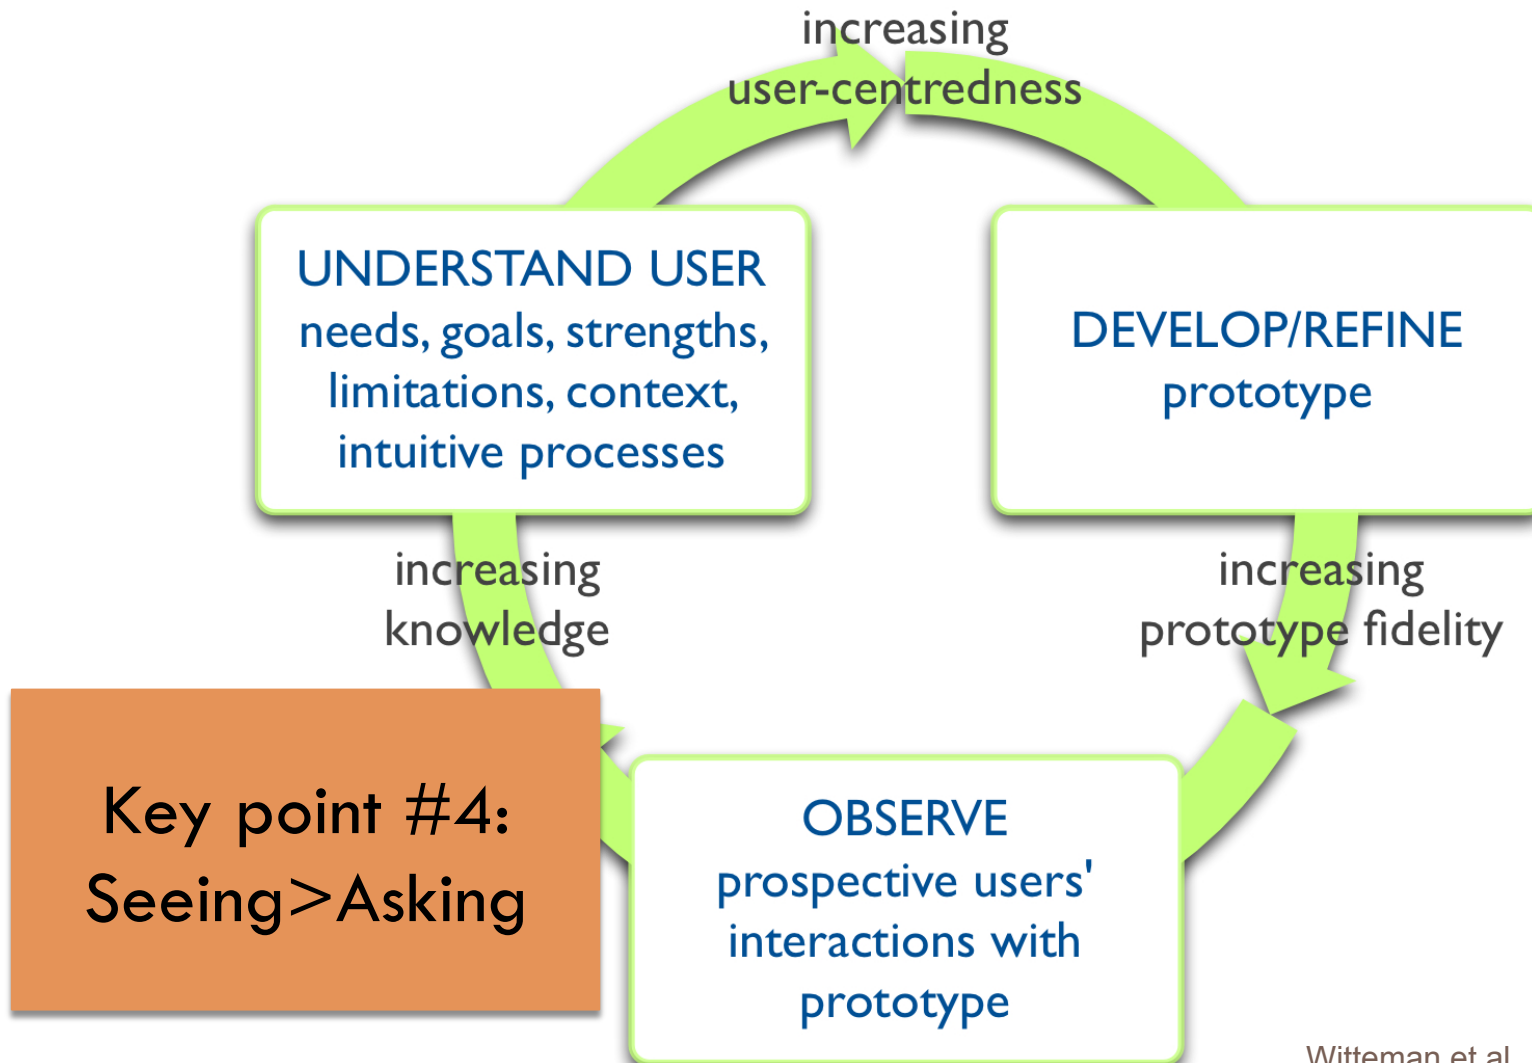 increasing
user-centredness
UNDERSTAND USER
needs, goals, strengths,
limitations, context,
intuitive processes
DEVELOP/REFINE
prototype
increasing
knowledge
increasing
prototype fidelity
Key point #4:
Seeing>Asking
OBSERVE
prospective users'
interactions with
prototype
Witteman et al